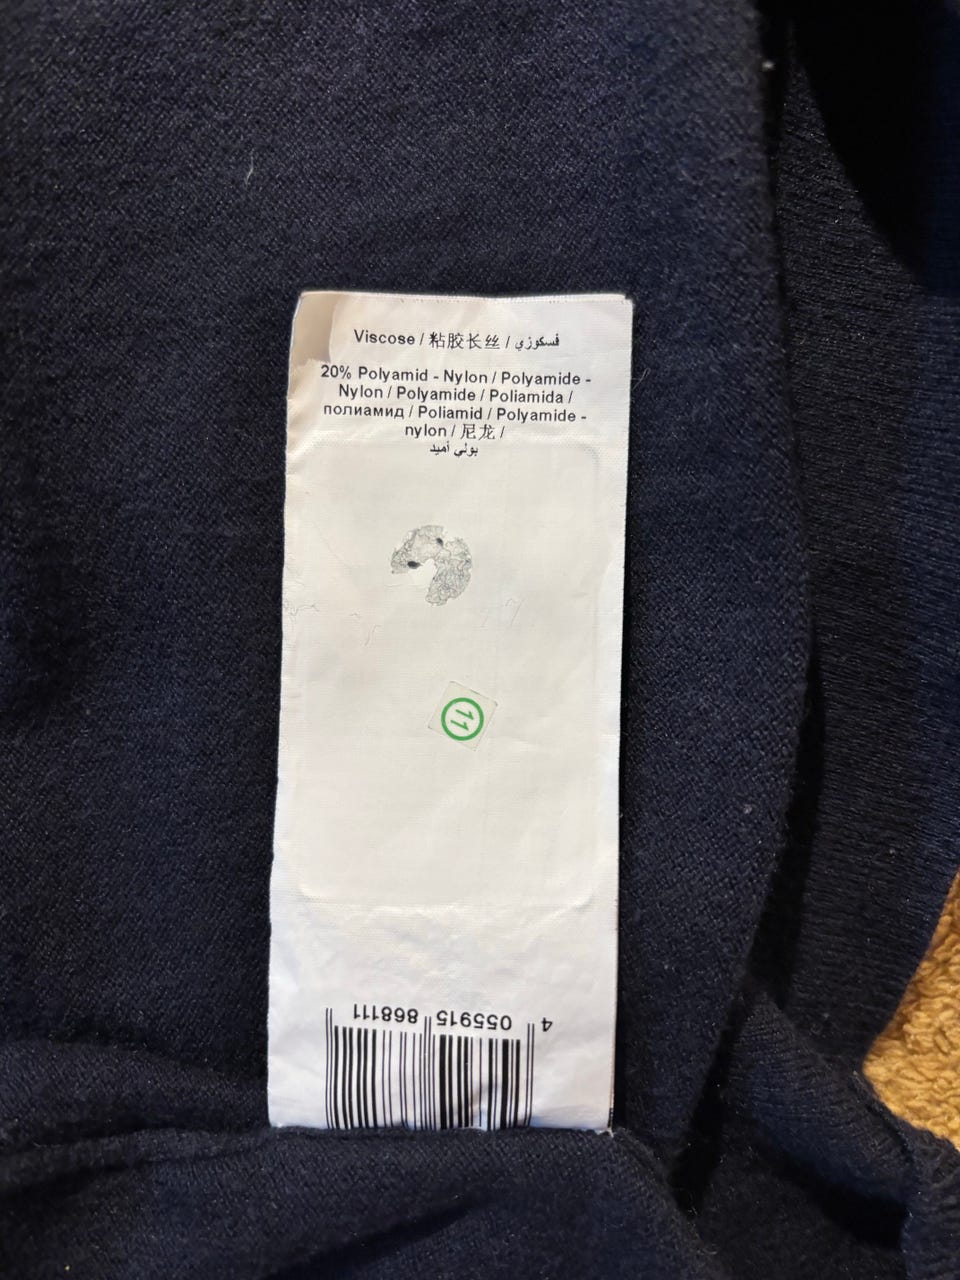 Viscose / 粘胶长丝 / فسكوزي
20% Polyamid - Nylon / Polyamide -
Nylon / Polyamide / Poliamida /
полиамид / Poliamid / Polyamide -
nylon / 尼龙 /
بولي أميد
11
4 055915 868111